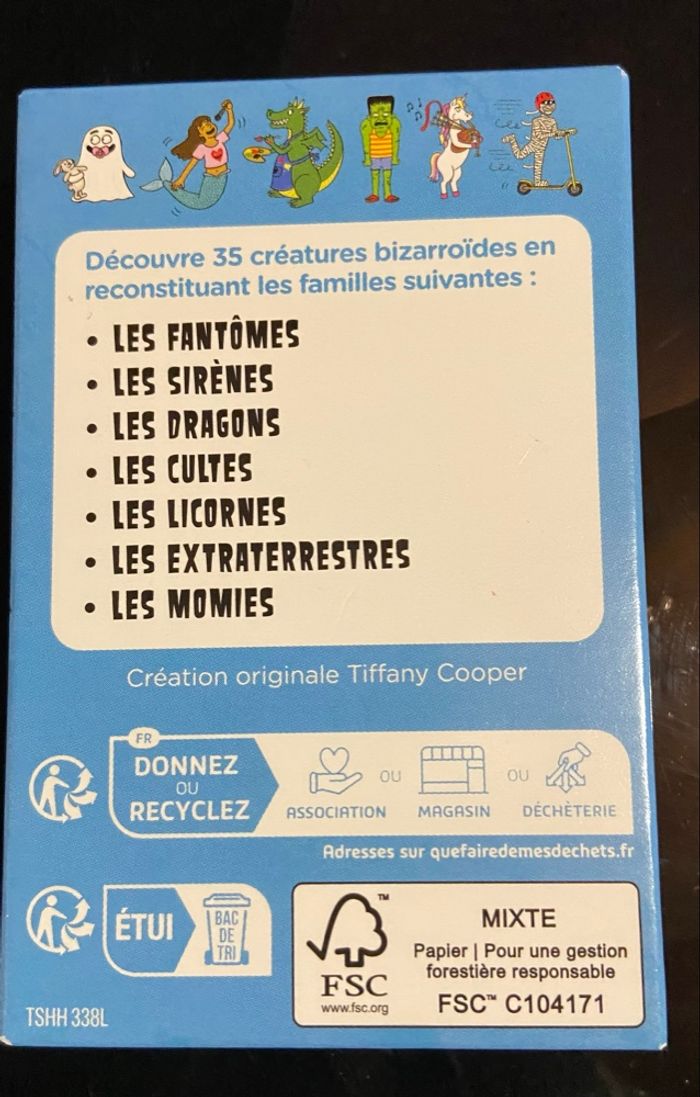 Découvre 35 créatures bizarroïdes en
reconstituant les familles suivantes :
• LES FANTÔMES
• LES SIRÈNES
• LES DRAGONS
• LES CULTES
• LES LICORNES
• LES EXTRATERRESTRES
• LES MOMIES
Création originale Tiffany Cooper
FR
DONNEZ
OU
RECYCLEZ
ASSOCIATION OU MAGASIN OU DÉCHÈTERIE
Adresses sur quefairedemesdechets.fr
ÉTUI
BAC
DE
TRI
TM
FSC
www.fsc.org
MIXTE
Papier | Pour une gestion
forestière responsable
FSC™ C104171
TSHH 338L